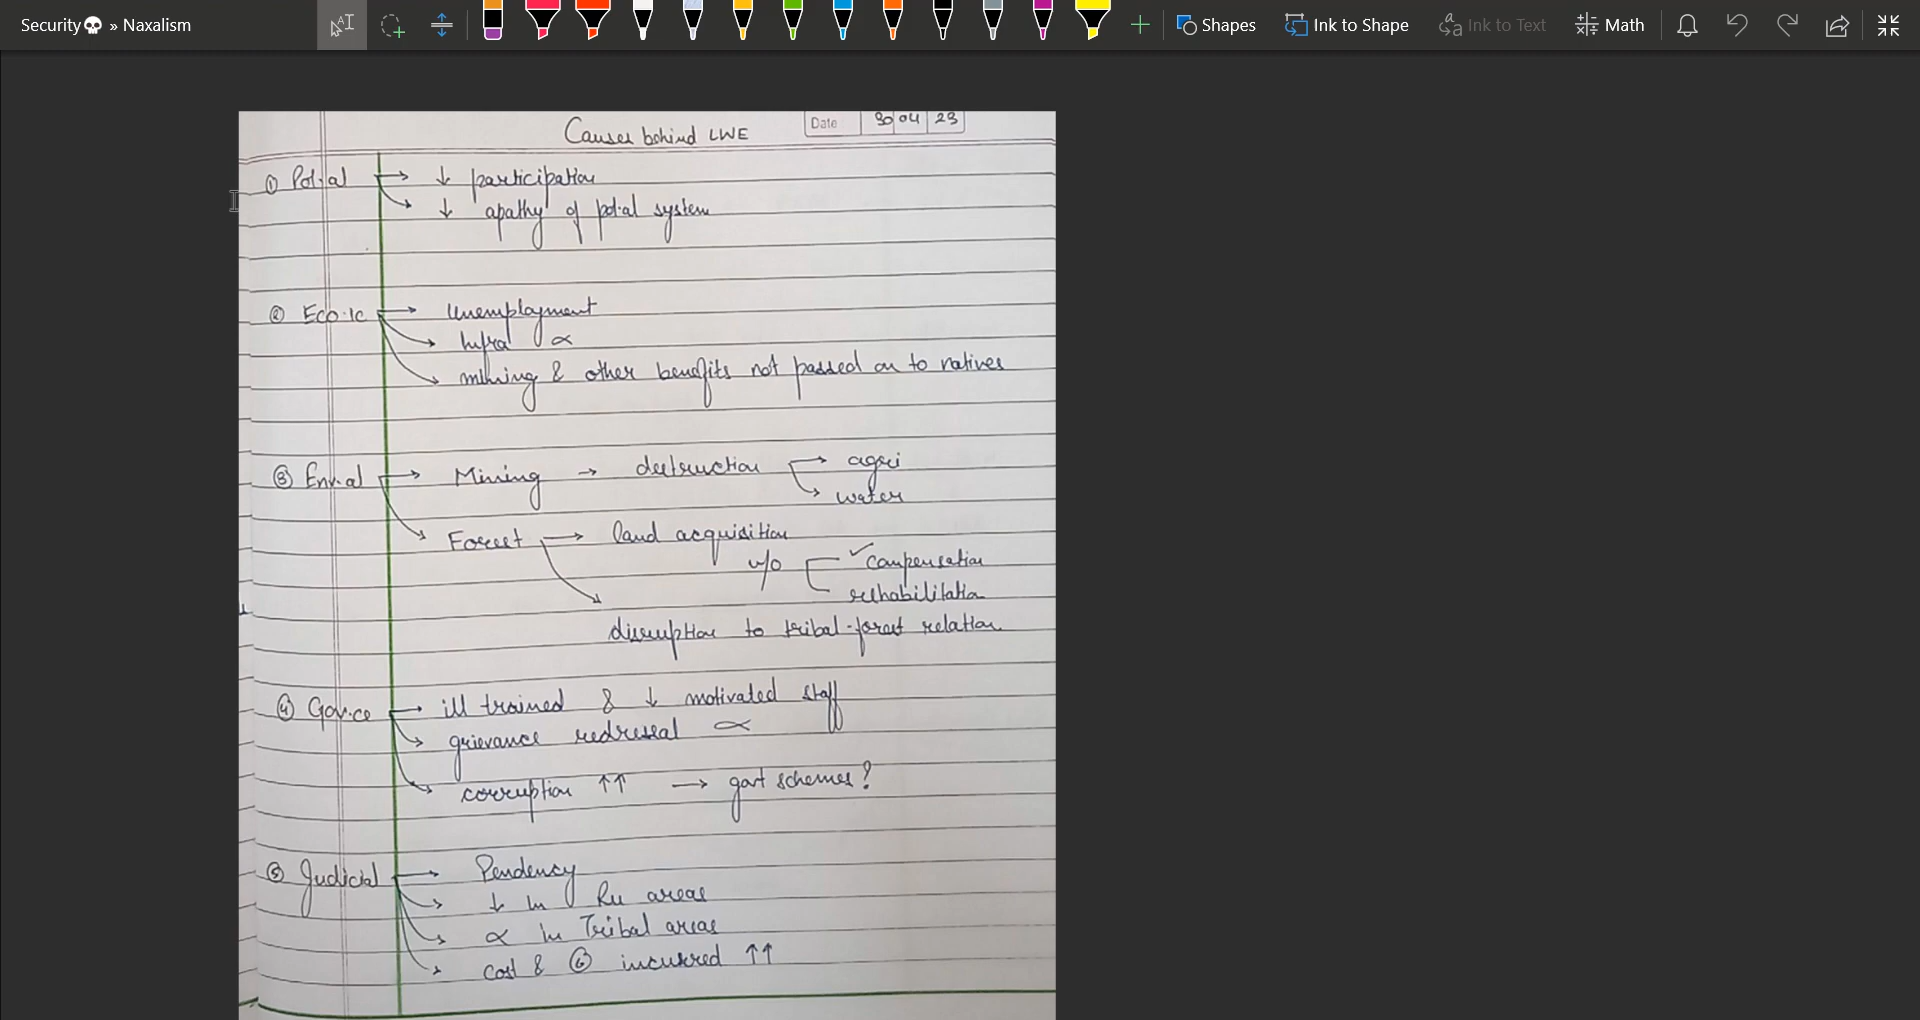 Security💀 » Naxalism
Shapes
Ink to Shape
Ink to Text
Math
Causes behind LWE
Date 30 04 23
① Pol.al → ↓ participation
→ ↓ apathy of pol.al system
② Eco.ic → Unemployment
→ Infra ∝
→ mining & other benefits not passed on to natives
③ Env.al → Mining → destruction → agri
→ water
→ Forest → land acquisition
w/o ✓ compensation
rehabilitation
disruption to tribal-forest relation
④ Gov.ce → ill trained & ↓ motivated staff
→ grievance redressal ∝
→ corruption ↑↑ → govt schemes?
⑤ Judicial → Pendency
→ ↓ in Ru areas
→ ∝ in Tribal areas
→ cost & incurred ↑↑